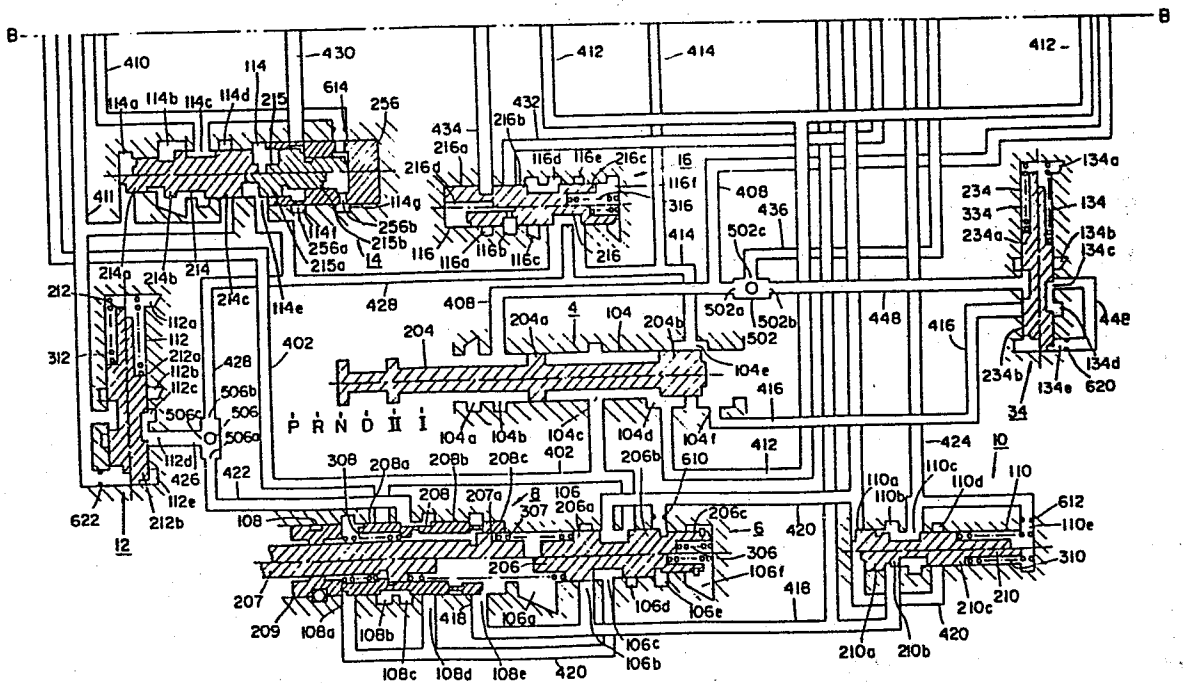 B B
410 430 412 414 412
114a 114b 114c 114d 114 215 614 256 432 216b
434 216a 116d 116e 216c 16 134a
216d 116f 234
411 316 408 334 134
114g 436 234a 134b
114f 256b 502c 134c
256a 215b 116 116a 116b 116c 216 414
214a 214b 214 214c 114e 215a 14
212 428 408 502a 502b 448 448
112a 402 204 204a 4 104 204b 502 416
112 104e 134d
312 212a 428 234b 134e 620
112b 416 34
112c 506b
506c 506 P R N D II I 104a 104b 104c 104d 104f 412 424 10
506a 402 206b 610 110c
112d 308 208a 208b 208c 412 110a 110b 110d 110
426 422 208 207a 8 106 612
112e 108 307 206a 206c 6 420 110e
622 12 212b 306 310
206 106f
207 106a 106d 106e 418 210
209 108a 418 106c 210c
108b 106b 210a 210b 420
108c 108d 108e 420